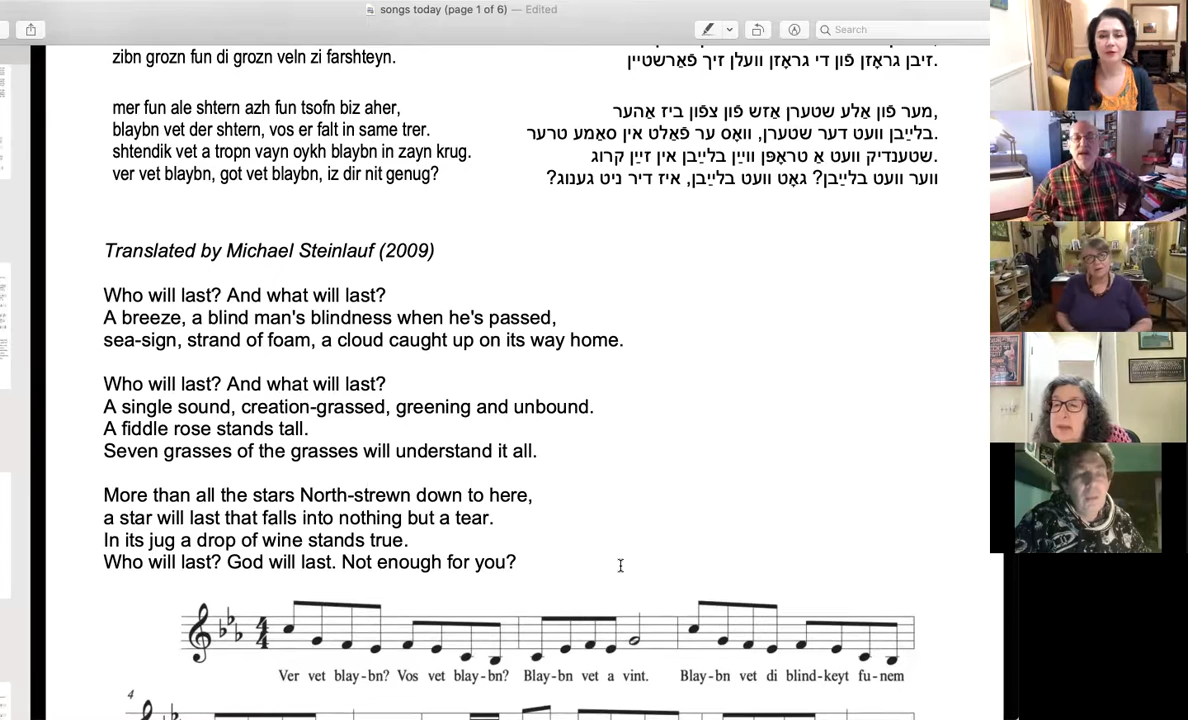 songs today (page 1 of 6) — Edited
Search
zibn grozn fun di grozn veln zi farshteyn.
זיבן גראָזן פֿון די גראָזן וועלן זיך פֿאַרשטיין.
mer fun ale shtern azh fun tsofn biz aher,
מער פֿון אַלע שטערן אַזש פֿון צפֿון ביז אַהער,
blaybn vet der shtern, vos er falt in same trer.
בלײַבן וועט דער שטערן, וואָס ער פֿאַלט אין סאַמע טרער.
shtendik vet a tropn vayn oykh blaybn in zayn krug.
שטענדיק וועט אַ טראָפּן ווײַן בלײַבן אין זײַן קרוג.
ver vet blaybn, got vet blaybn, iz dir nit genug?
ווער וועט בלײַבן? גאָט וועט בלײַבן, איז דיר ניט גענוג?
Translated by Michael Steinlauf (2009)
Who will last? And what will last?
A breeze, a blind man's blindness when he's passed,
sea-sign, strand of foam, a cloud caught up on its way home.
Who will last? And what will last?
A single sound, creation-grassed, greening and unbound.
A fiddle rose stands tall.
Seven grasses of the grasses will understand it all.
More than all the stars North-strewn down to here,
a star will last that falls into nothing but a tear.
In its jug a drop of wine stands true.
Who will last? God will last. Not enough for you?
4
4
Ver vet blay-bn? Vos vet blay-bn? Blay-bn vet a vint. Blay-bn vet di blind-keyt fu-nem
4